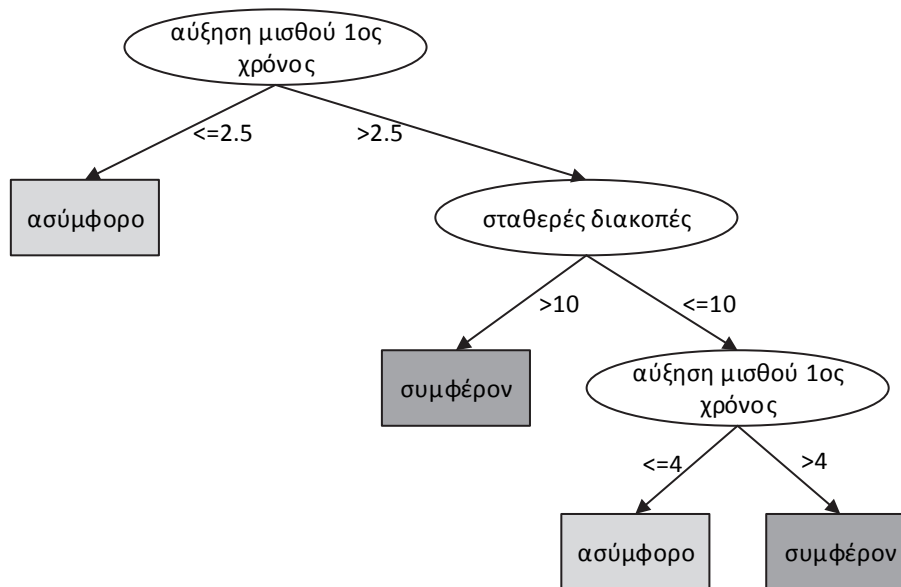 αύξηση μισθού 1ος
χρόνος
<=2.5
>2.5
ασύμφορο
σταθερές διακοπές
>10
<=10
συμφέρον
αύξηση μισθού 1ος
χρόνος
<=4
>4
ασύμφορο
συμφέρον